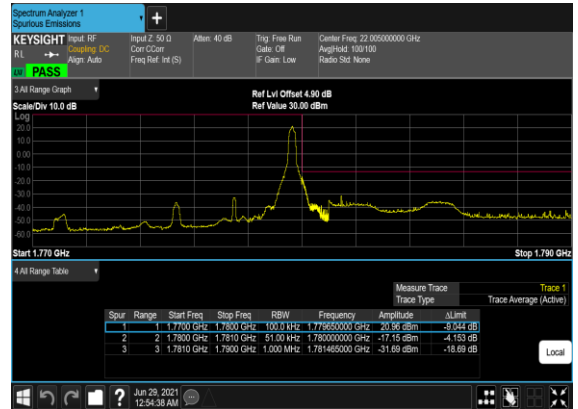 Spectrum Analyzer 1
Spurious Emissions
+
KEYSIGHT Input: RF Input Z: 50 Ω Atten: 40 dB Trig: Free Run Center Freq: 22.005000000 GHz
RL Coupling: DC Corr CCorr Gate: Off Avg|Hold: 100/100
Align: Auto Freq Ref: Int (S) IF Gain: Low Radio Std: None
LW PASS
3 All Range Graph
Ref Lvl Offset 4.90 dB
Scale/Div 10.0 dB Ref Value 30.00 dBm
Log
20.0
10.0
0.00
-10.0
-20.0
-30.0
-40.0
-50.0
-60.0
Start 1.770 GHz Stop 1.790 GHz
4 All Range Table
Measure Trace Trace 1
Trace Type Trace Average (Active)
Spur Range Start Freq Stop Freq RBW Frequency Amplitude ΔLimit
1 1 1.7700 GHz 1.7800 GHz 100.0 kHz 1.779650000 GHz 20.96 dBm -9.044 dB
2 2 1.7800 GHz 1.7810 GHz 51.00 kHz 1.780000000 GHz -17.15 dBm -4.153 dB
3 3 1.7810 GHz 1.7900 GHz 1.000 MHz 1.781465000 GHz -31.69 dBm -18.69 dB
Local
? Jun 29, 2021
12:54:38 AM